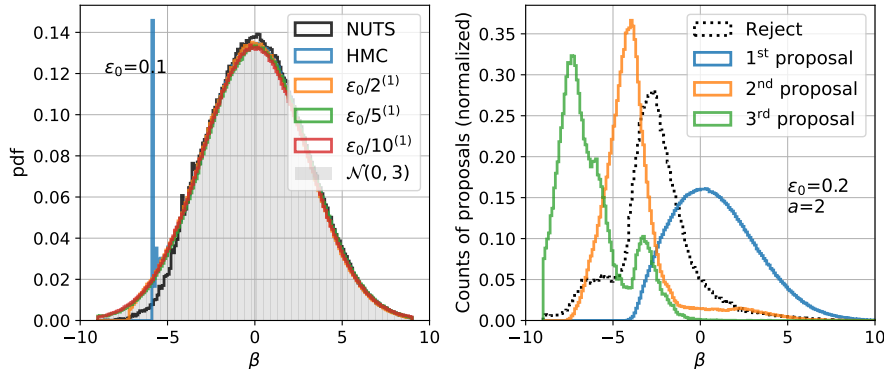 0.14
0.12
0.10
0.08
0.06
0.04
0.02
0.00
pdf
−10
−5
0
5
10
β
ε₀=0.1
NUTS
HMC
ε₀/2⁽¹⁾
ε₀/5⁽¹⁾
ε₀/10⁽¹⁾
𝒩(0, 3)
0.35
0.30
0.25
0.20
0.15
0.10
0.05
0.00
Counts of proposals (normalized)
−10
−5
0
5
10
β
Reject
1ˢᵗ proposal
2ⁿᵈ proposal
3ʳᵈ proposal
ε₀=0.2
a=2